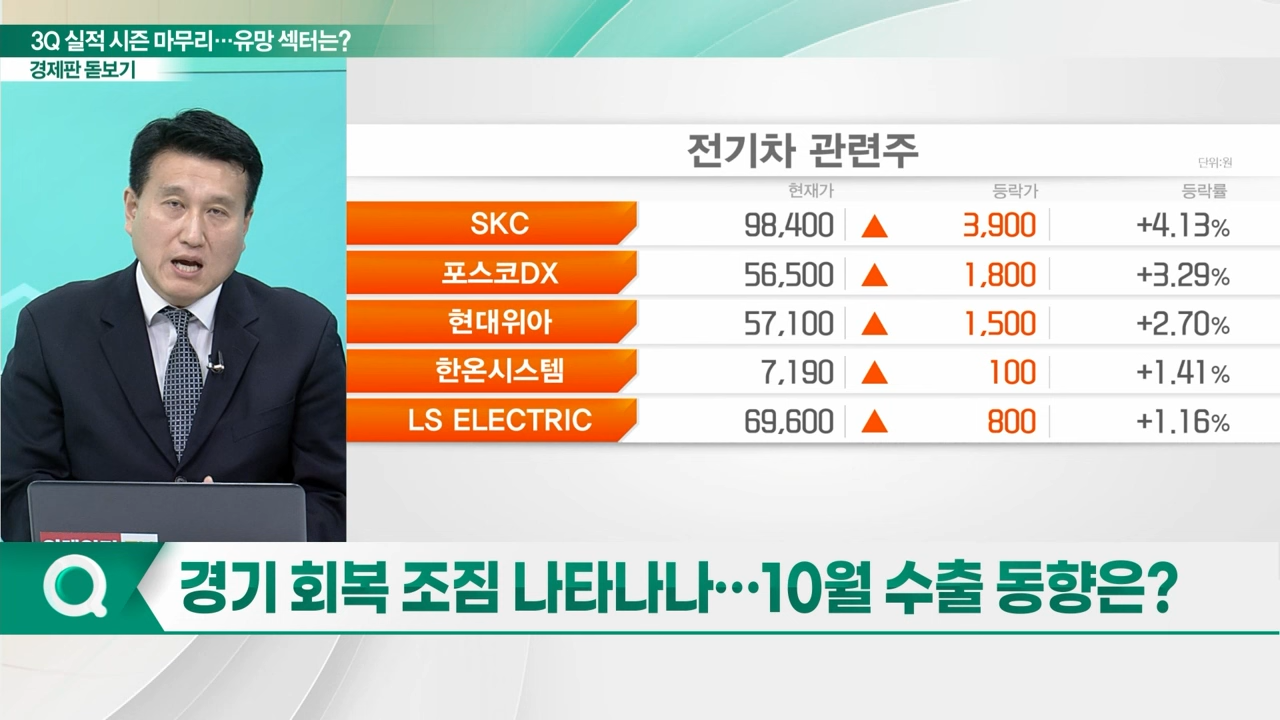 3Q 실적 시즌 마무리…유망 섹터는?
경제판 돋보기
전기차 관련주
단위:원
현재가 등락가 등락률
SKC 98,400 ▲ 3,900 +4.13%
포스코DX 56,500 ▲ 1,800 +3.29%
현대위아 57,100 ▲ 1,500 +2.70%
한온시스템 7,190 ▲ 100 +1.41%
LS ELECTRIC 69,600 ▲ 800 +1.16%
Q 경기 회복 조짐 나타나나…10월 수출 동향은?